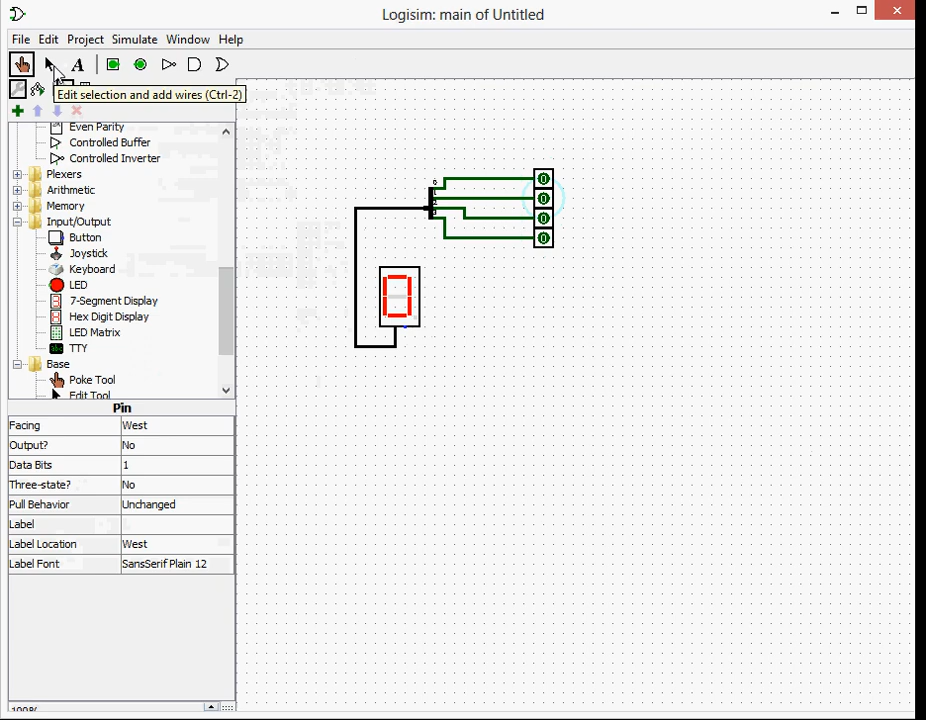 Logisim: main of Untitled
File Edit Project Simulate Window Help
A
Edit selection and add wires (Ctrl-2)
Even Parity
Controlled Buffer
Controlled Inverter
Plexers
Arithmetic
Memory
Input/Output
Button
Joystick
Keyboard
LED
7-Segment Display
Hex Digit Display
LED Matrix
TTY
Base
Poke Tool
Edit Tool
Pin
Facing West
Output? No
Data Bits 1
Three-state? No
Pull Behavior Unchanged
Label
Label Location West
Label Font SansSerif Plain 12
100%
0
0
0
0
0